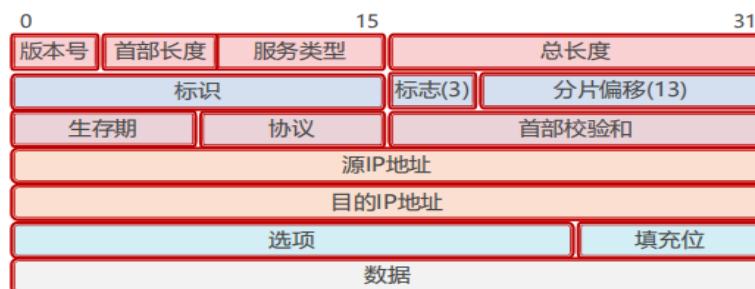 0 15 31
版本号 首部长度 服务类型 总长度
标识 标志(3) 分片偏移(13)
生存期 协议 首部校验和
源IP地址
目的IP地址
选项 填充位
数据